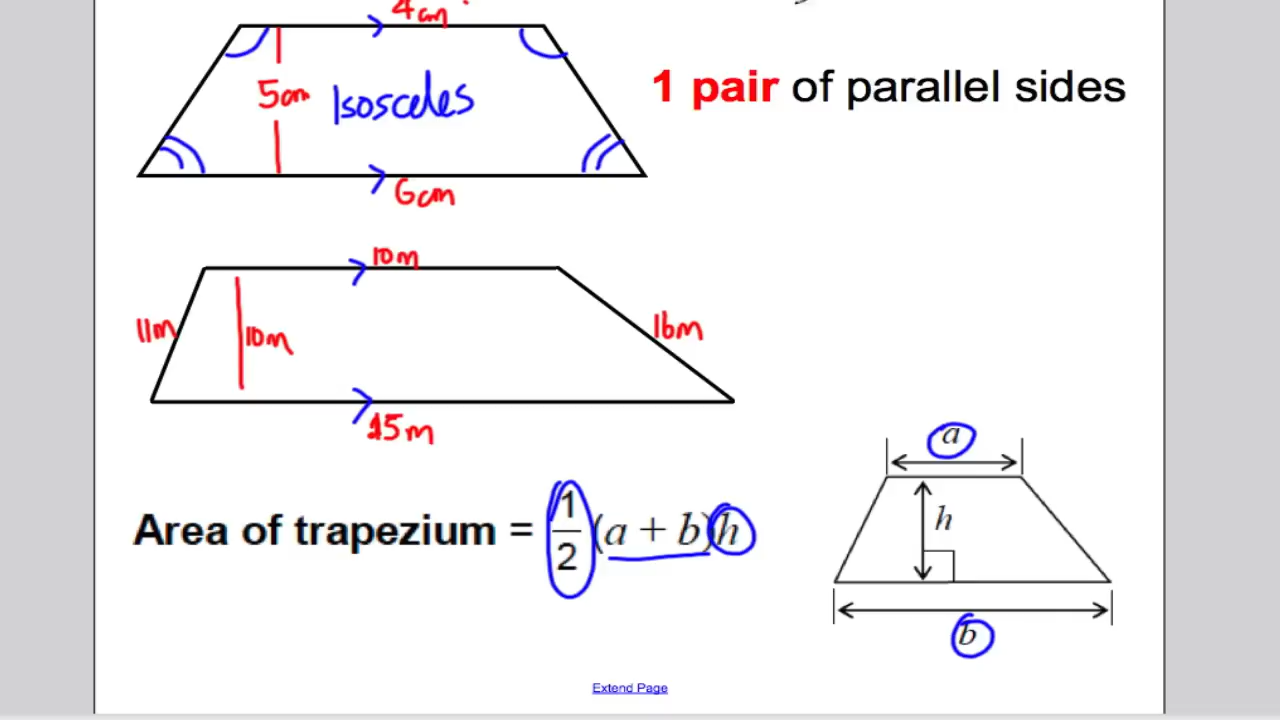 4cm
5cm
Isosceles
1 pair of parallel sides
6cm
10m
11m
10m
16m
15m
a
h
Area of trapezium = 1/2 (a + b)h
b
Extend Page